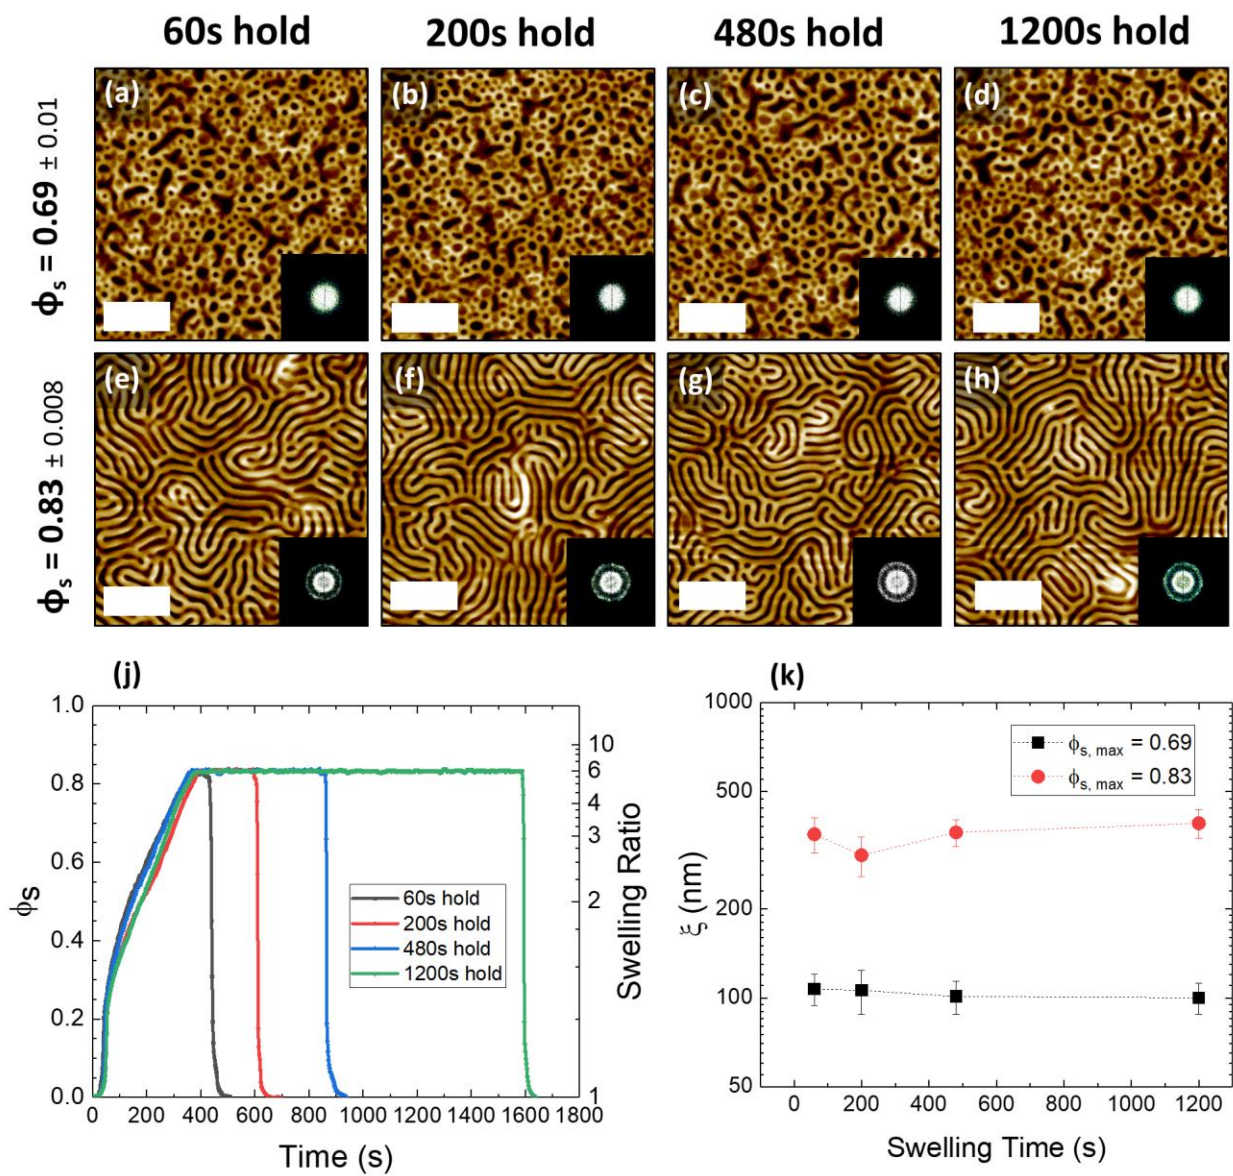 60s hold 200s hold 480s hold 1200s hold
ϕs = 0.69 ± 0.01
(a) (b) (c) (d)
ϕs = 0.83 ± 0.008
(e) (f) (g) (h)
(j)
1.0
0.8
0.6
0.4
0.2
0.0
ϕs
10
6
4
3
2
1
Swelling Ratio
60s hold
200s hold
480s hold
1200s hold
0 200 400 600 800 1000 1200 1400 1600 1800
Time (s)
(k)
1000
500
200
100
50
ξ (nm)
ϕs, max = 0.69
ϕs, max = 0.83
0 200 400 600 800 1000 1200
Swelling Time (s)